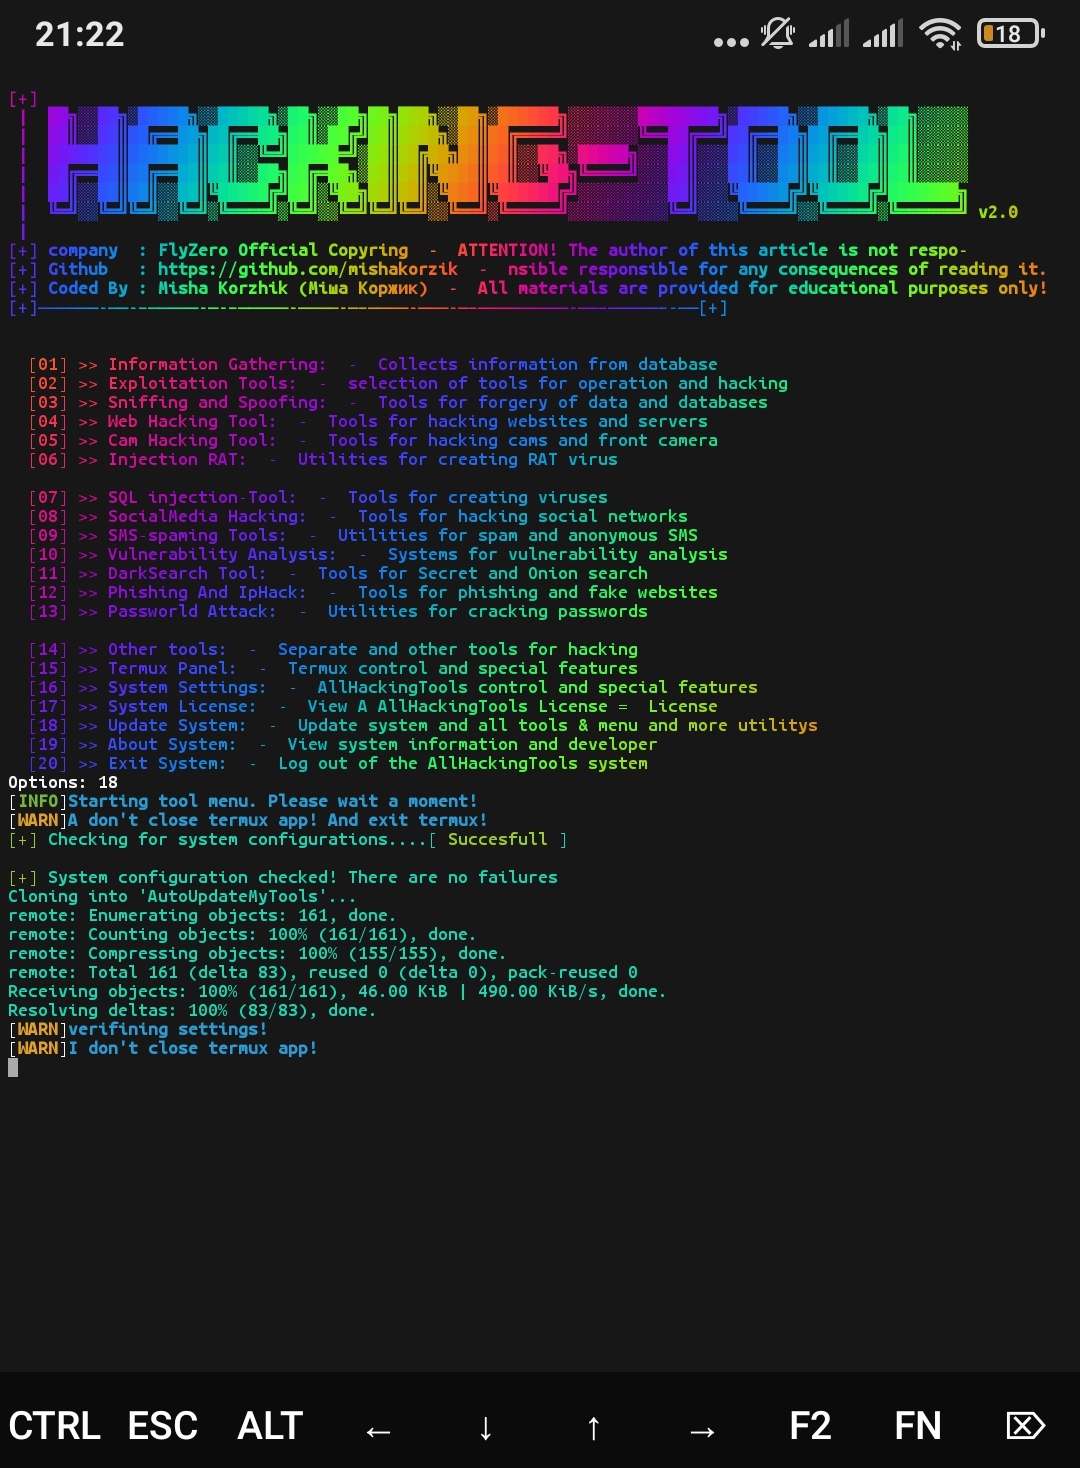 21:22
18
[+]
HACKING-TOOL
v2.0
[+] company  : FlyZero Official Copyring  -  ATTENTION! The author of this article is not respo-
[+] Github   : https://github.com/mishakorzik  -  nsible responsible for any consequences of reading it.
[+] Coded By : Misha Korzhik (Міша Коржик)  -  All materials are provided for educational purposes only!
[+]——————————[+]
[01] >> Information Gathering:  -  Collects information from database
[02] >> Exploitation Tools:  -  selection of tools for operation and hacking
[03] >> Sniffing and Spoofing:  -  Tools for forgery of data and databases
[04] >> Web Hacking Tool:  -  Tools for hacking websites and servers
[05] >> Cam Hacking Tool:  -  Tools for hacking cams and front camera
[06] >> Injection RAT:  -  Utilities for creating RAT virus
[07] >> SQL injection-Tool:  -  Tools for creating viruses
[08] >> SocialMedia Hacking:  -  Tools for hacking social networks
[09] >> SMS-spaming Tools:  -  Utilities for spam and anonymous SMS
[10] >> Vulnerability Analysis:  -  Systems for vulnerability analysis
[11] >> DarkSearch Tool:  -  Tools for Secret and Onion search
[12] >> Phishing And IpHack:  -  Tools for phishing and fake websites
[13] >> Passworld Attack:  -  Utilities for cracking passwords
[14] >> Other tools:  -  Separate and other tools for hacking
[15] >> Termux Panel:  -  Termux control and special features
[16] >> System Settings:  -  AllHackingTools control and special features
[17] >> System License:  -  View A AllHackingTools License =  License
[18] >> Update System:  -  Update system and all tools & menu and more utilitys
[19] >> About System:  -  View system information and developer
[20] >> Exit System:  -  Log out of the AllHackingTools system
Options: 18
[INFO]Starting tool menu. Please wait a moment!
[WARN]A don't close termux app! And exit termux!
[+] Checking for system configurations....[ Succesfull ]
[+] System configuration checked! There are no failures
Cloning into 'AutoUpdateMyTools'...
remote: Enumerating objects: 161, done.
remote: Counting objects: 100% (161/161), done.
remote: Compressing objects: 100% (155/155), done.
remote: Total 161 (delta 83), reused 0 (delta 0), pack-reused 0
Receiving objects: 100% (161/161), 46.00 KiB | 490.00 KiB/s, done.
Resolving deltas: 100% (83/83), done.
[WARN]verifining settings!
[WARN]I don't close termux app!
CTRL ESC ALT ← ↓ ↑ → F2 FN